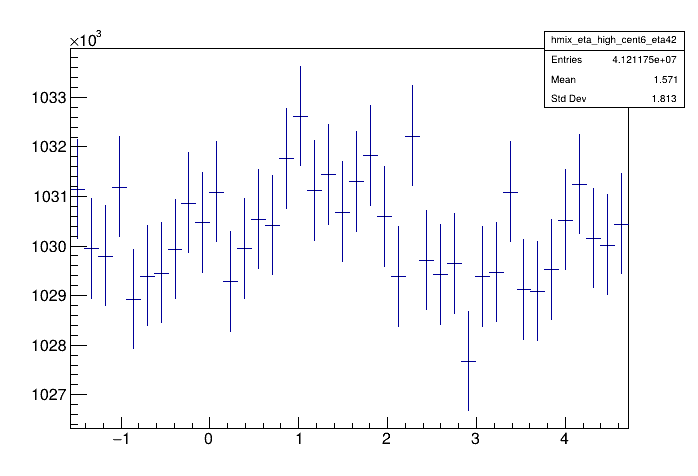 ×10³
hmix_eta_high_cent6_eta42
Entries 4.121175e+07
Mean 1.571
Std Dev 1.813
1033
1032
1031
1030
1029
1028
1027
−1 0 1 2 3 4